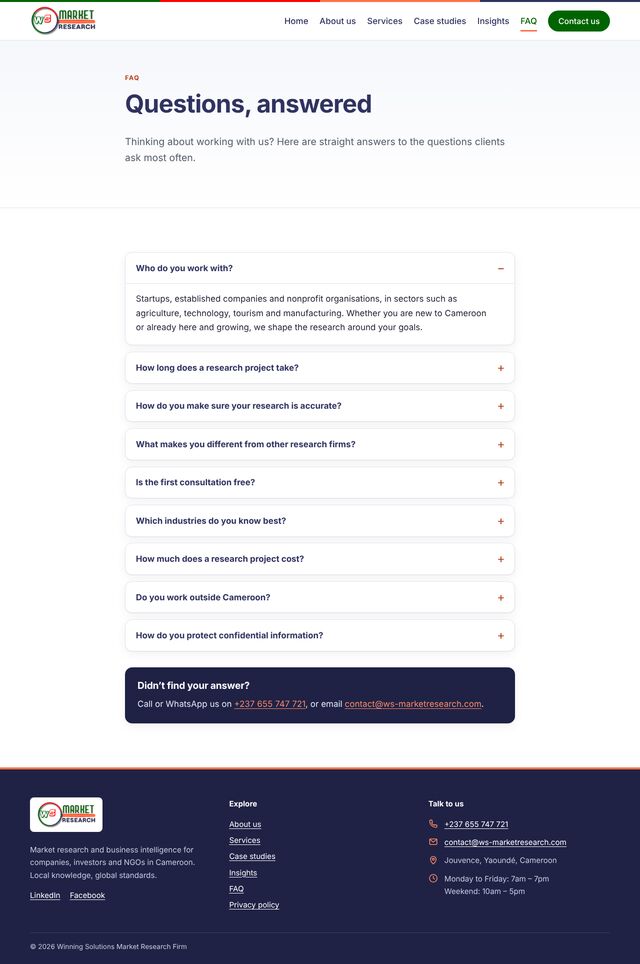 WS MARKET
RESEARCH
Home About us Services Case studies Insights FAQ Contact us
FAQ
Questions, answered
Thinking about working with us? Here are straight answers to the questions clients
ask most often.
Who do you work with? −
Startups, established companies and nonprofit organisations, in sectors such as
agriculture, technology, tourism and manufacturing. Whether you are new to Cameroon
or already here and growing, we shape the research around your goals.
How long does a research project take? +
How do you make sure your research is accurate? +
What makes you different from other research firms? +
Is the first consultation free? +
Which industries do you know best? +
How much does a research project cost? +
Do you work outside Cameroon? +
How do you protect confidential information? +
Didn’t find your answer?
Call or WhatsApp us on +237 655 747 721, or email contact@ws-marketresearch.com.
WS MARKET
RESEARCH
Market research and business intelligence for
companies, investors and NGOs in Cameroon.
Local knowledge, global standards.
LinkedIn Facebook
Explore
About us
Services
Case studies
Insights
FAQ
Privacy policy
Talk to us
+237 655 747 721
contact@ws-marketresearch.com
Jouvence, Yaoundé, Cameroon
Monday to Friday: 7am – 7pm
Weekend: 10am – 5pm
© 2026 Winning Solutions Market Research Firm